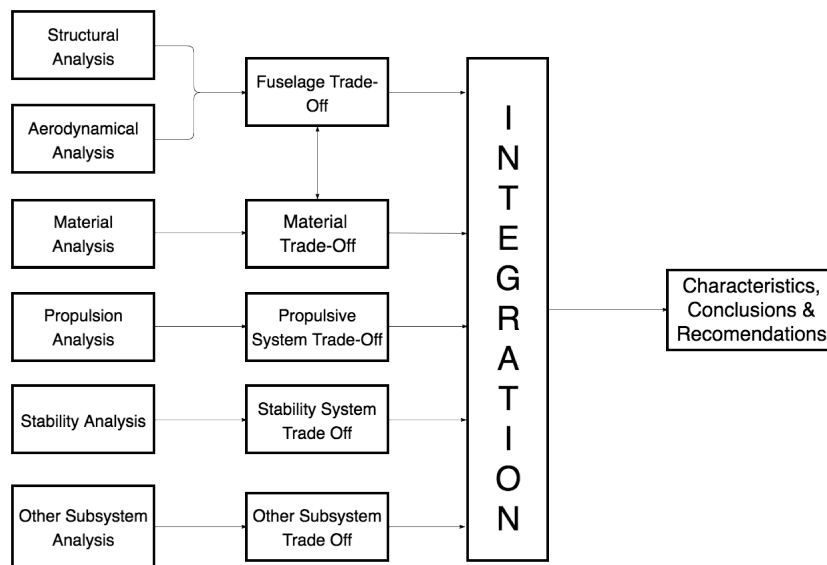 Structural
Analysis
Aerodynamical
Analysis
Material
Analysis
Propulsion
Analysis
Stability Analysis
Other Subsystem
Analysis
Fuselage Trade-
Off
Material
Trade-Off
Propulsive
System Trade-Off
Stability System
Trade Off
Other Subsystem
Trade Off
I
N
T
E
G
R
A
T
I
O
N
Characteristics,
Conclusions &
Recomendations